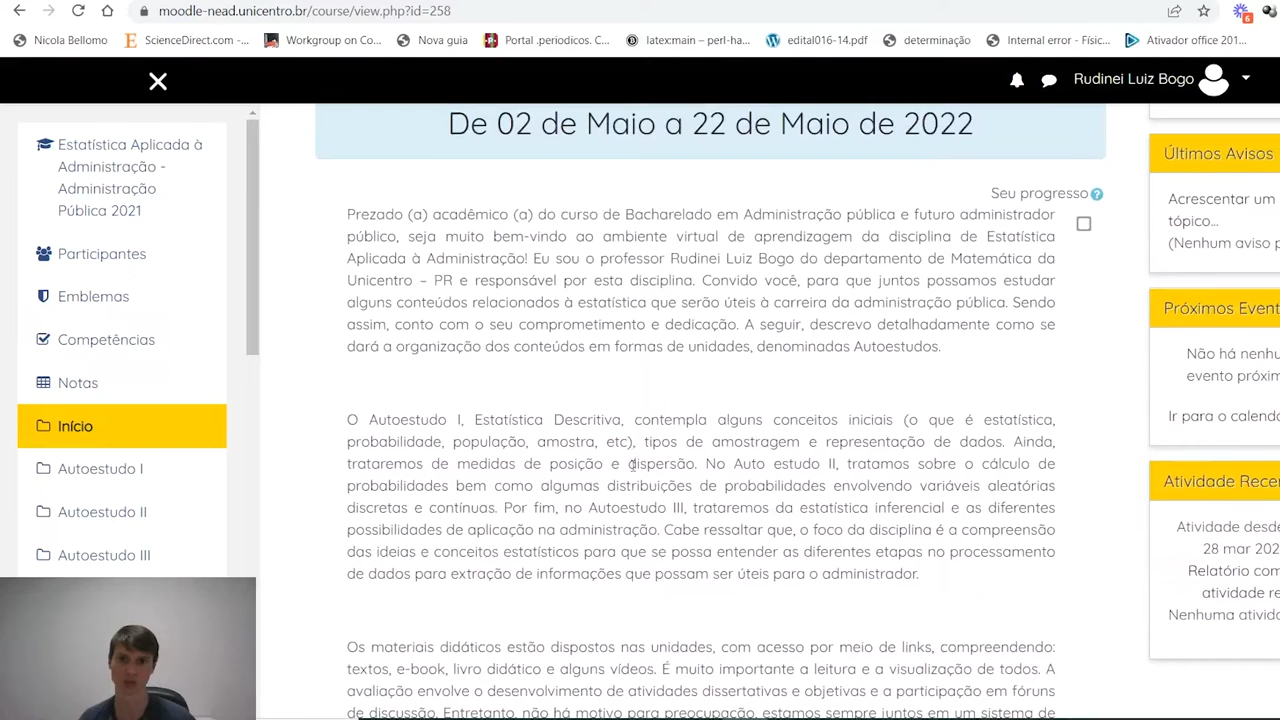 moodle-nead.unicentro.br/course/view.php?id=258
6
Nicola Bellomo
ScienceDirect.com -...
Workgroup on Co...
Nova guia
Portal .periodicos. C...
latex:main – perl-ha...
edital016-14.pdf
determinação
Internal error - Físic...
Ativador office 201...
Rudinei Luiz Bogo
Estatística Aplicada à
Administração -
Administração
Pública 2021
Participantes
Emblemas
Competências
Notas
Início
Autoestudo I
Autoestudo II
Autoestudo III
De 02 de Maio a 22 de Maio de 2022
Seu progresso
Prezado (a) acadêmico (a) do curso de Bacharelado em Administração pública e futuro administrador
público, seja muito bem-vindo ao ambiente virtual de aprendizagem da disciplina de Estatística
Aplicada à Administração! Eu sou o professor Rudinei Luiz Bogo do departamento de Matemática da
Unicentro – PR e responsável por esta disciplina. Convido você, para que juntos possamos estudar
alguns conteúdos relacionados à estatística que serão úteis à carreira da administração pública. Sendo
assim, conto com o seu comprometimento e dedicação. A seguir, descrevo detalhadamente como se
dará a organização dos conteúdos em formas de unidades, denominadas Autoestudos.
O Autoestudo I, Estatística Descritiva, contempla alguns conceitos iniciais (o que é estatística,
probabilidade, população, amostra, etc), tipos de amostragem e representação de dados. Ainda,
trataremos de medidas de posição e dispersão. No Auto estudo II, tratamos sobre o cálculo de
probabilidades bem como algumas distribuições de probabilidades envolvendo variáveis aleatórias
discretas e contínuas. Por fim, no Autoestudo III, trataremos da estatística inferencial e as diferentes
possibilidades de aplicação na administração. Cabe ressaltar que, o foco da disciplina é a compreensão
das ideias e conceitos estatísticos para que se possa entender as diferentes etapas no processamento
de dados para extração de informações que possam ser úteis para o administrador.
Os materiais didáticos estão dispostos nas unidades, com acesso por meio de links, compreendendo:
textos, e-book, livro didático e alguns vídeos. É muito importante a leitura e a visualização de todos. A
avaliação envolve o desenvolvimento de atividades dissertativas e objetivas e a participação em fóruns
de discussão. Entretanto, não há motivo para preocupação, estamos sempre juntos em um sistema de
Últimos Avisos
Acrescentar um
tópico...
(Nenhum aviso p
Próximos Event
Não há nenhu
evento próxim
Ir para o calenda
Atividade Rece
Atividade desde
28 mar 202
Relatório com
atividade re
Nenhuma ativida